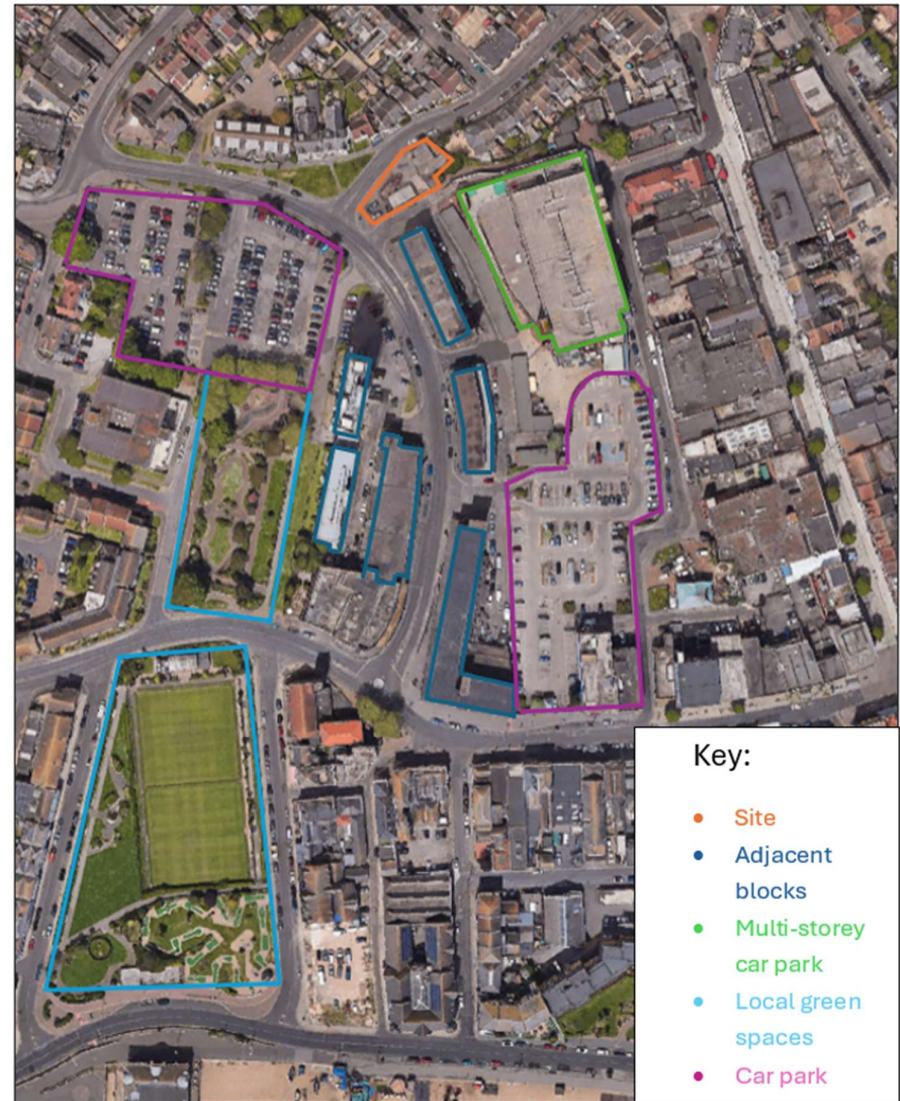 Key:
• Site
• Adjacent
blocks
• Multi-storey
car park
• Local green
spaces
• Car park